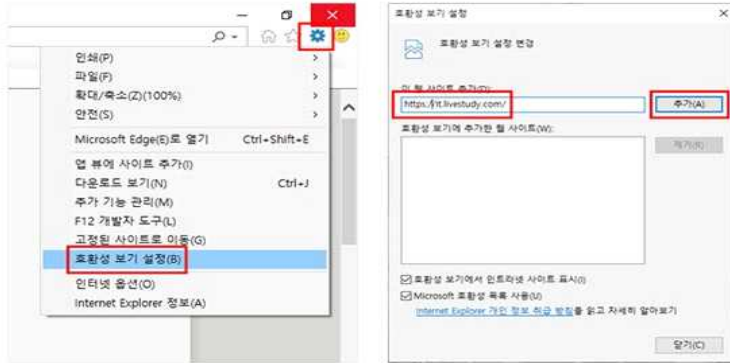 인쇄(P)
파일(F)
확대/축소(Z)(100%)
안전(S)
Microsoft Edge(E)로 열기 Ctrl+Shift+E
앱 뷰에 사이트 추가(I)
다운로드 보기(N) Ctrl+J
추가 기능 관리(M)
F12 개발자 도구(L)
고정된 사이트로 이동(G)
호환성 보기 설정(B)
인터넷 옵션(O)
Internet Explorer 정보(A)
호환성 보기 설정
호환성 보기 설정 변경
이 웹 사이트 추가(D):
https://rit.livestudy.com/
추가(A)
호환성 보기에 추가한 웹 사이트(W):
제거(R)
호환성 보기에서 인트라넷 사이트 표시(I)
Microsoft 호환성 목록 사용(U)
Internet Explorer 개인 정보 취급 방침을 읽고 자세히 알아보기
닫기(C)